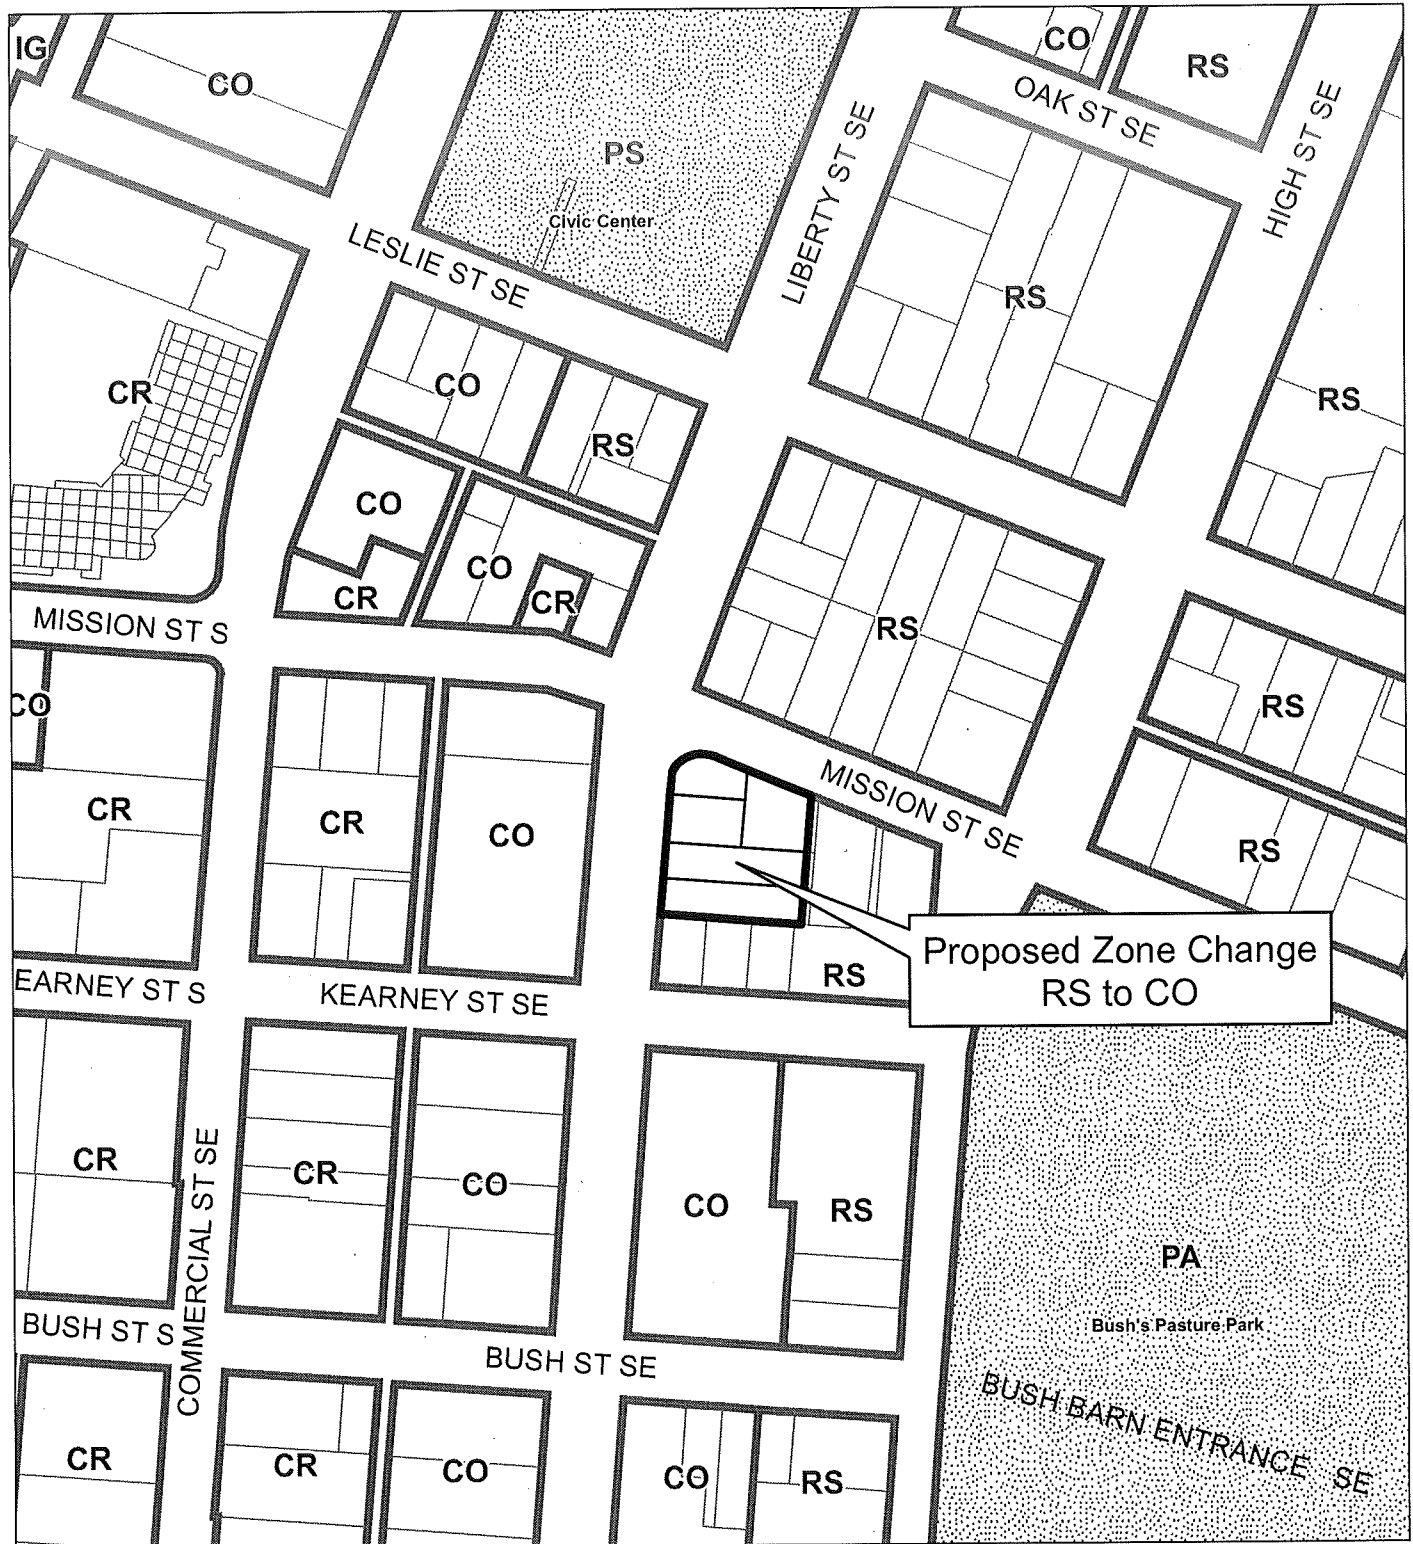 IG
CO
CO
RS
OAK ST SE
PS
Civic Center
LIBERTY ST SE
HIGH ST SE
LESLIE ST SE
RS
CR
CO
RS
RS
CO
CO
CR
CR
MISSION ST S
RS
CO
RS
CR
CR
CO
MISSION ST SE
RS
Proposed Zone Change
RS to CO
RS
EARNEY ST S
KEARNEY ST SE
CR
COMMERCIAL ST SE
CR
CO
CO
RS
PA
Bush's Pasture Park
BUSH ST S
BUSH ST SE
BUSH BARN ENTRANCE SE
CR
CR
CO
CO
RS